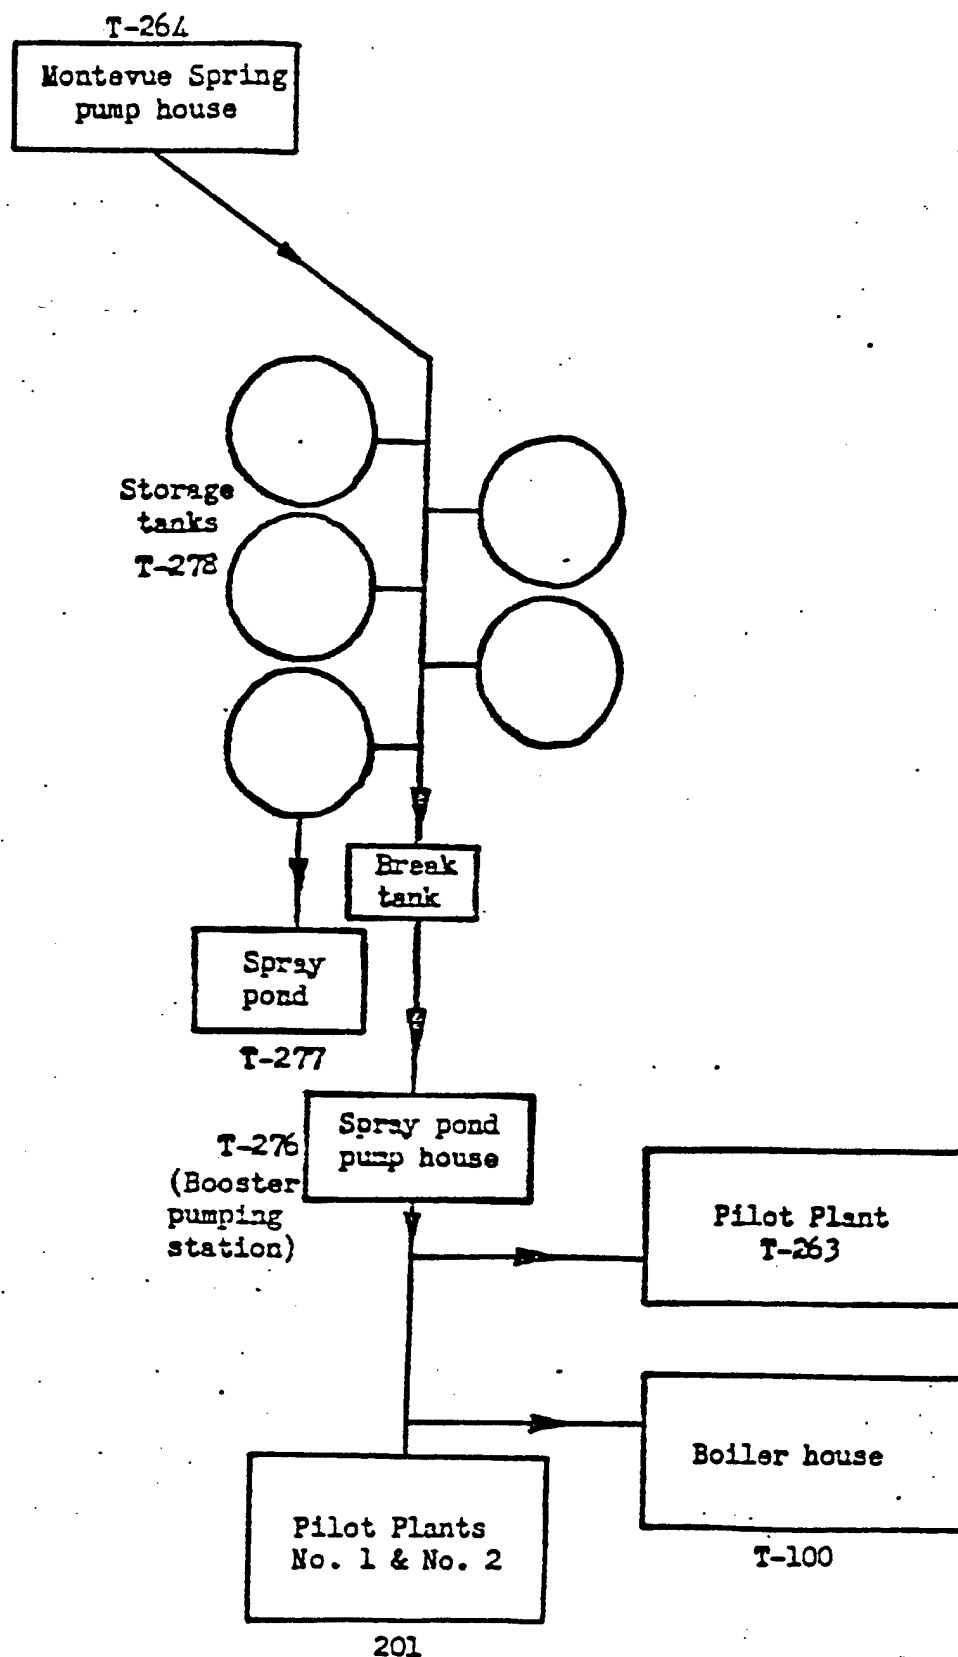 T-264
Montevue Spring
pump house
Storage
tanks
T-278
Break
tank
Spray
pond
T-277
Spray pond
pump house
T-276
(Booster
pumping
station)
Pilot Plant
T-263
Boiler house
T-100
Pilot Plants
No. 1 & No. 2
201